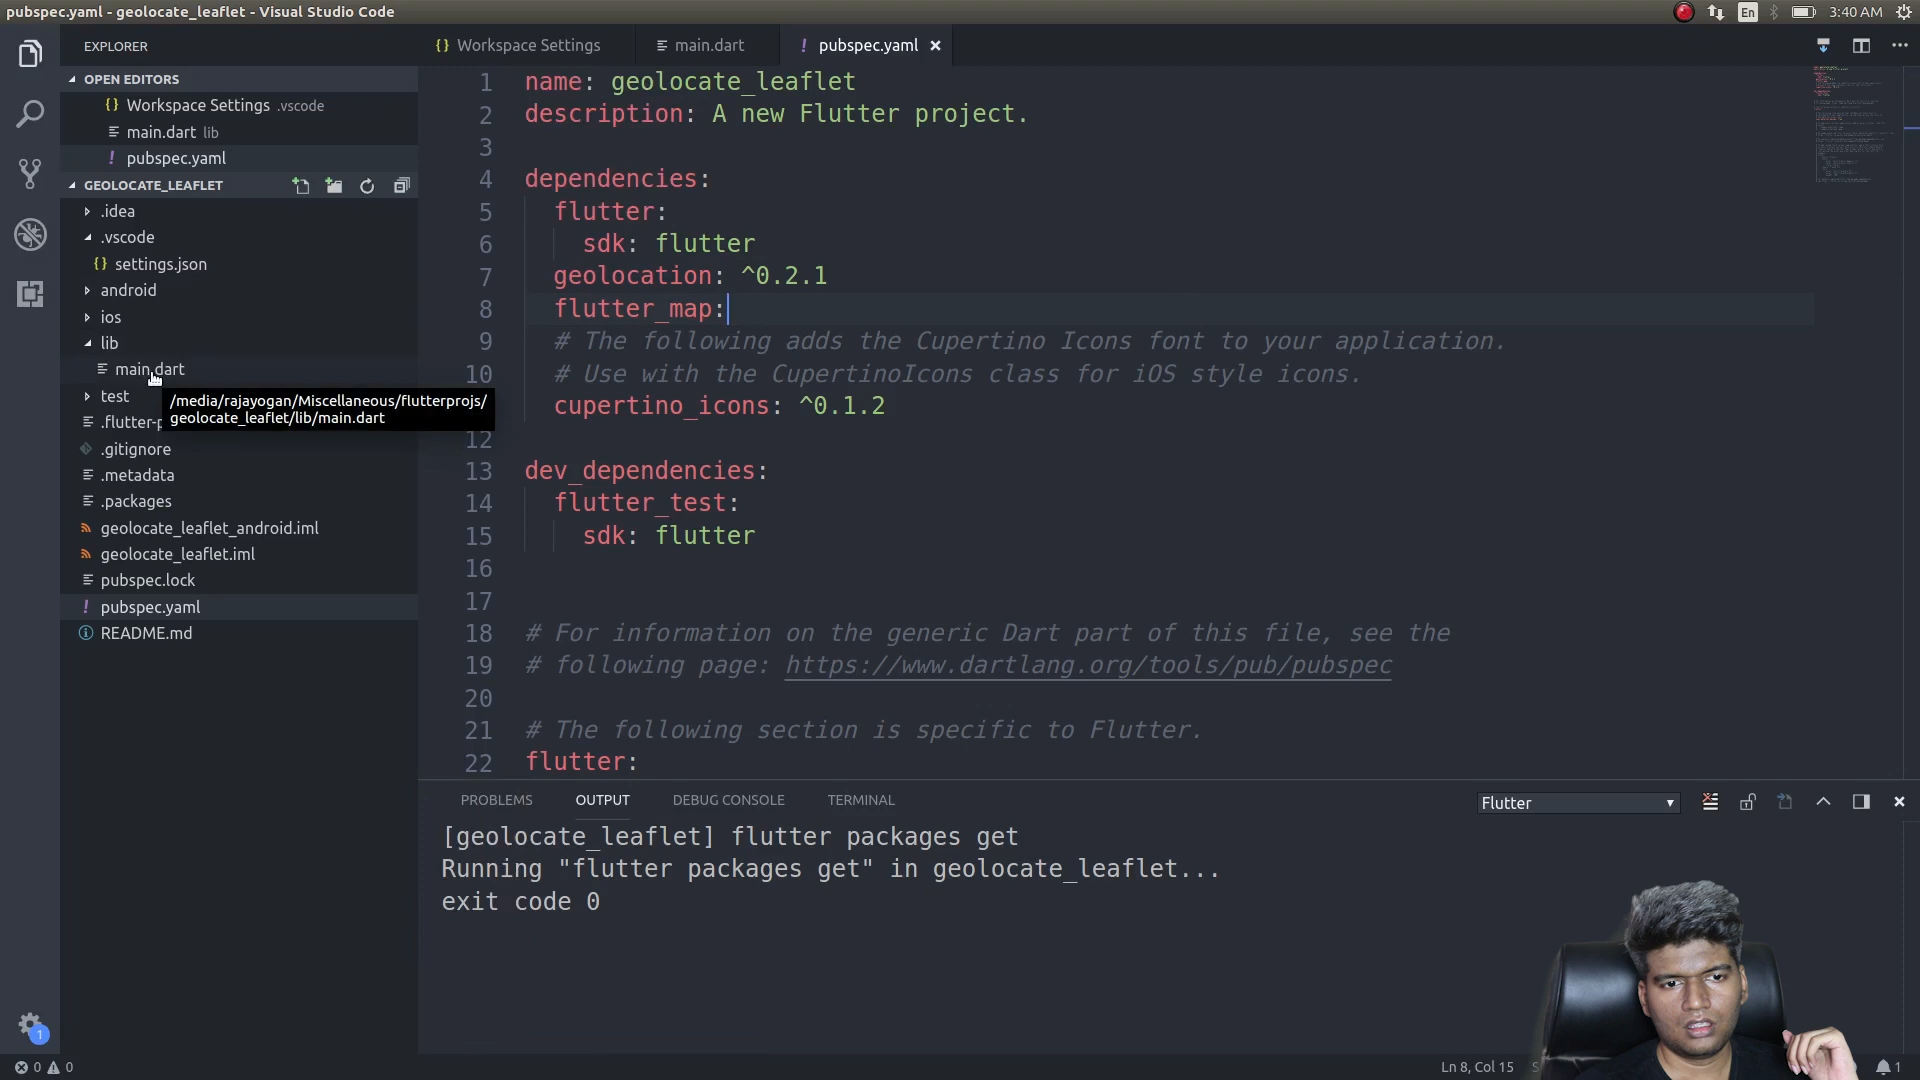 pubspec.yaml - geolocate_leaflet - Visual Studio Code
En
3:40 AM
EXPLORER
OPEN EDITORS
{} Workspace Settings .vscode
main.dart lib
! pubspec.yaml
GEOLOCATE_LEAFLET
.idea
.vscode
{} settings.json
android
ios
lib
main.dart
test
.flutter-p
/media/rajayogan/Miscellaneous/flutterprojs/
geolocate_leaflet/lib/main.dart
.gitignore
.metadata
.packages
geolocate_leaflet_android.iml
geolocate_leaflet.iml
pubspec.lock
! pubspec.yaml
README.md
1
{} Workspace Settings
main.dart
! pubspec.yaml
1 name: geolocate_leaflet
2 description: A new Flutter project.
3
4 dependencies:
5 flutter:
6 sdk: flutter
7 geolocation: ^0.2.1
8 flutter_map:
9 # The following adds the Cupertino Icons font to your application.
10 # Use with the CupertinoIcons class for iOS style icons.
11 cupertino_icons: ^0.1.2
12
13 dev_dependencies:
14 flutter_test:
15 sdk: flutter
16
17
18 # For information on the generic Dart part of this file, see the
19 # following page: https://www.dartlang.org/tools/pub/pubspec
20
21 # The following section is specific to Flutter.
22 flutter:
PROBLEMS OUTPUT DEBUG CONSOLE TERMINAL
Flutter
[geolocate_leaflet] flutter packages get
Running "flutter packages get" in geolocate_leaflet...
exit code 0
0 0
Ln 8, Col 15
1